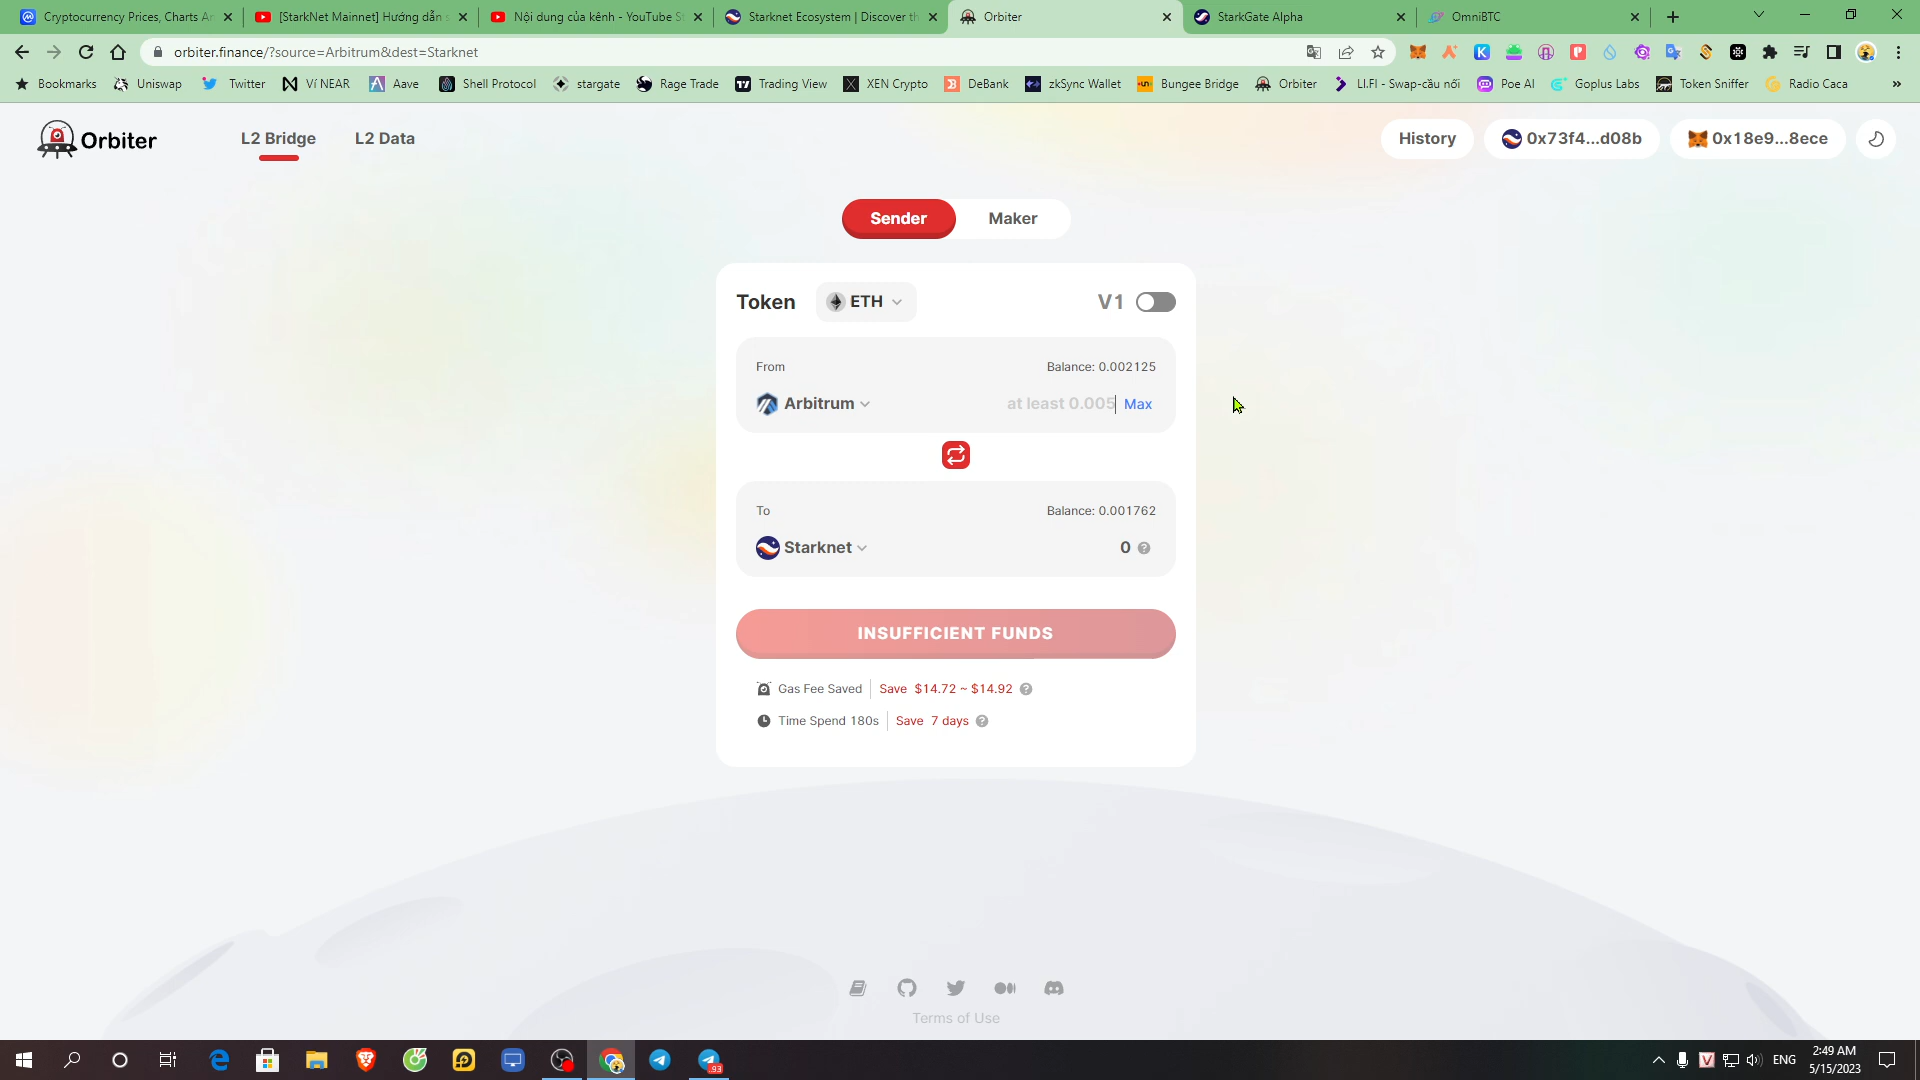 Cryptocurrency Prices, Charts Ar
[StarkNet Mainnet] Hướng dẫn s
Nội dung của kênh - YouTube S
Starknet Ecosystem | Discover th
Orbiter
StarkGate Alpha
OmniBTC
orbiter.finance/?source=Arbitrum&dest=Starknet
Bookmarks
Uniswap
Twitter
Ví NEAR
Aave
Shell Protocol
stargate
Rage Trade
Trading View
XEN Crypto
DeBank
zkSync Wallet
Bungee Bridge
Orbiter
LI.FI - Swap-cầu nối
Poe AI
Goplus Labs
Token Sniffer
Radio Caca
»
Orbiter
L2 Bridge
L2 Data
History
0x73f4...d08b
0x18e9...8ece
Sender
Maker
Token
ETH
V1
From
Balance: 0.002125
Arbitrum
at least 0.005
Max
To
Balance: 0.001762
Starknet
0
INSUFFICIENT FUNDS
Gas Fee Saved
Save $14.72 ~ $14.92
Time Spend 180s
Save 7 days
Terms of Use
93
ENG
2:49 AM
5/15/2023